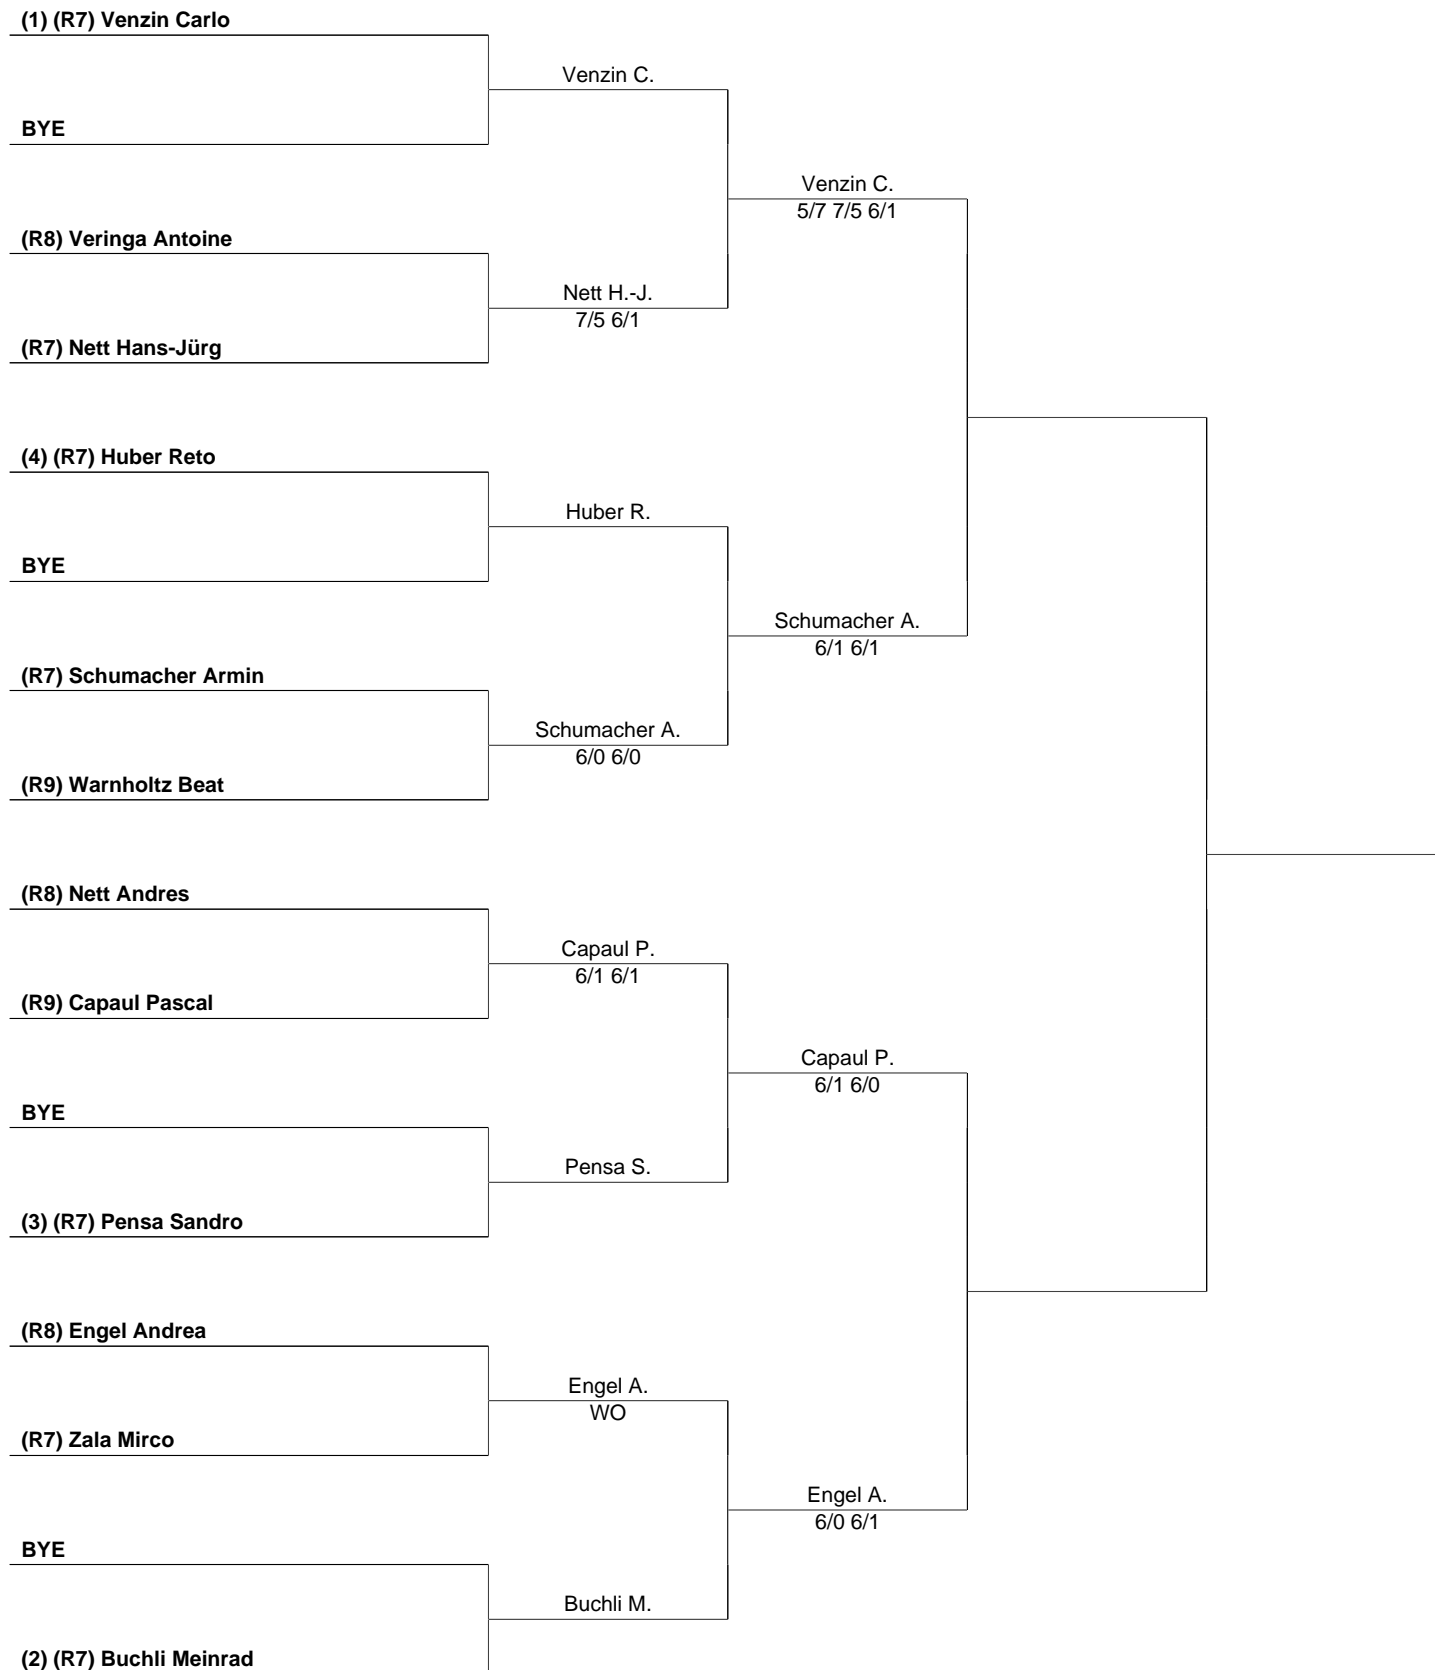 (1) (R7) Venzin Carlo
Venzin C.
BYE
Venzin C.
5/7 7/5 6/1
(R8) Veringa Antoine
Nett H.-J.
7/5 6/1
(R7) Nett Hans-Jürg
(4) (R7) Huber Reto
Huber R.
BYE
Schumacher A.
6/1 6/1
(R7) Schumacher Armin
Schumacher A.
6/0 6/0
(R9) Warnholtz Beat
(R8) Nett Andres
Capaul P.
6/1 6/1
(R9) Capaul Pascal
Capaul P.
6/1 6/0
BYE
Pensa S.
(3) (R7) Pensa Sandro
(R8) Engel Andrea
Engel A.
WO
(R7) Zala Mirco
Engel A.
6/0 6/1
BYE
Buchli M.
(2) (R7) Buchli Meinrad